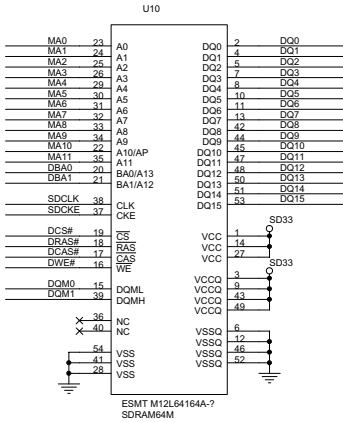 U10
MA0 23 A0 DQ0 2 DQ0
MA1 24 A1 DQ1 4 DQ1
MA2 25 A2 DQ2 5 DQ2
MA3 26 A3 DQ3 7 DQ3
MA4 29 A4 DQ4 8 DQ4
MA5 30 A5 DQ5 10 DQ5
MA6 31 A6 DQ6 11 DQ6
MA7 32 A7 DQ7 13 DQ7
MA8 33 A8 DQ8 42 DQ8
MA9 34 A9 DQ9 44 DQ9
MA10 22 A10/AP DQ10 45 DQ10
MA11 35 A11 DQ11 47 DQ11
DBA0 20 BA0/A13 DQ12 48 DQ12
DBA1 21 BA1/A12 DQ13 50 DQ13
DQ14 51 DQ14
SDCLK 38 CLK DQ15 53 DQ15
SDCKE 37 CKE
SD33
DCS# 19 CS VCC 1
DRAS# 18 RAS VCC 14
DCAS# 17 CAS VCC 27
DWE# 16 WE
SD33
DQM0 15 DQML VCCQ 3
DQM1 39 DQMH VCCQ 9
VCCQ 43
VCCQ 49
36 NC
40 NC VSSQ 6
VSSQ 12
54 VSS VSSQ 46
41 VSS VSSQ 52
28 VSS
ESMT M12L64164A-?
SDRAM64M